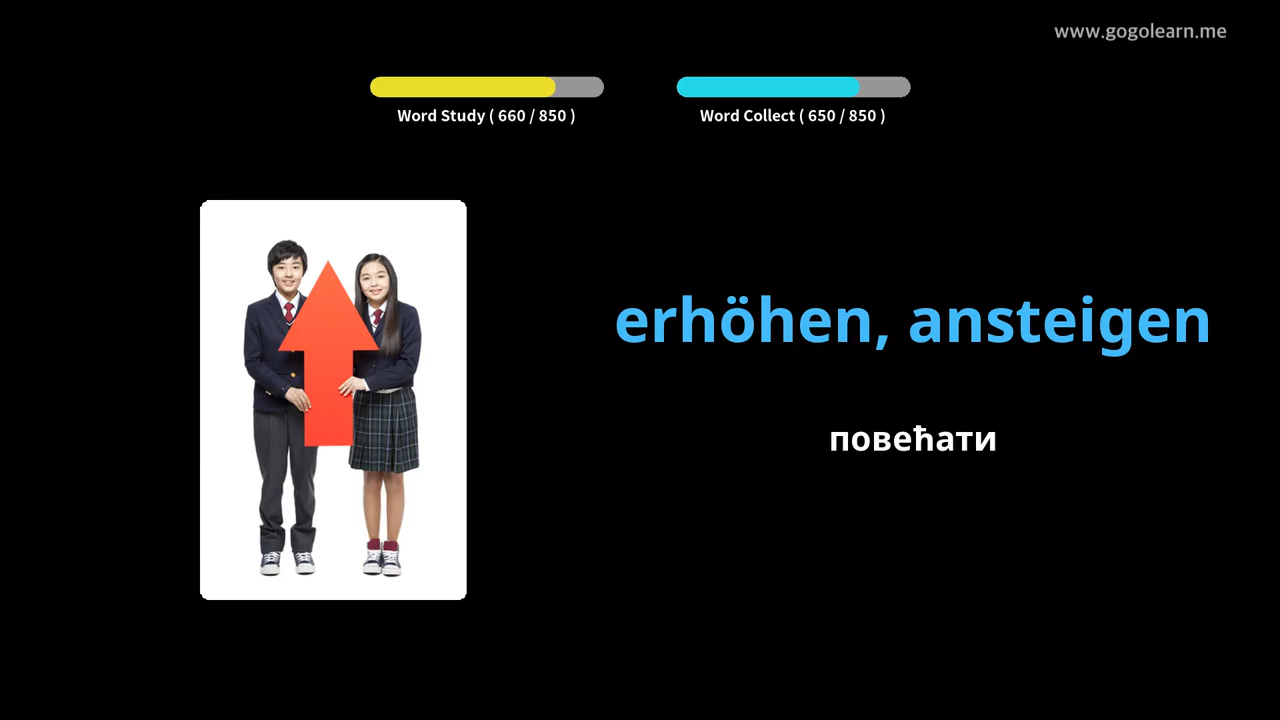 www.gogolearn.me
Word Study ( 660 / 850 )
Word Collect ( 650 / 850 )
erhöhen, ansteigen
повећати